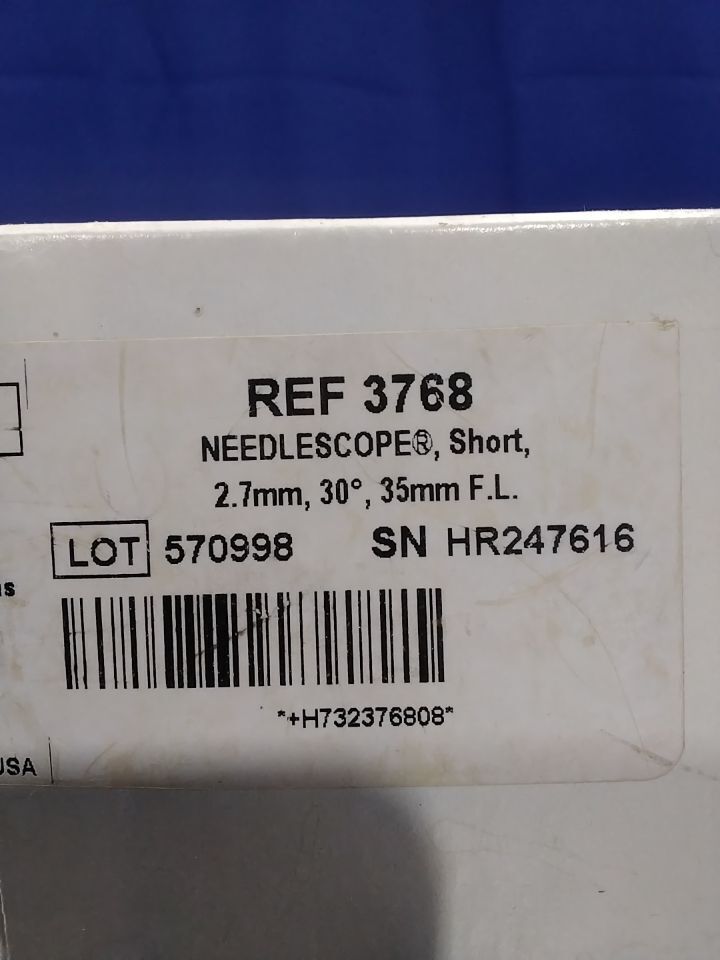 REF 3768
NEEDLESCOPE®, Short,
2.7mm, 30°, 35mm F.L.
LOT 570998 SN HR247616
*+H732376808*
USA